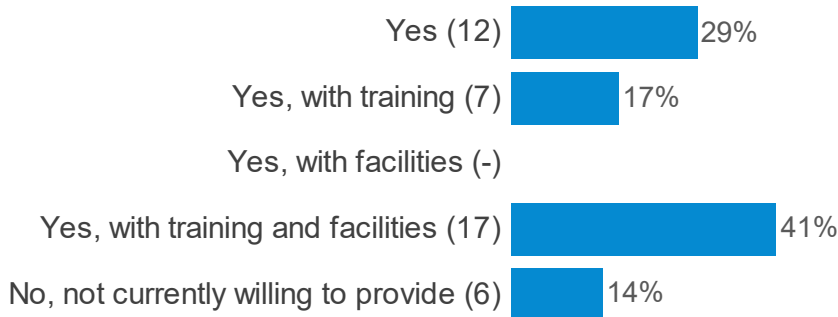 Yes (12) 29%
Yes, with training (7) 17%
Yes, with facilities (-)
Yes, with training and facilities (17) 41%
No, not currently willing to provide (6) 14%